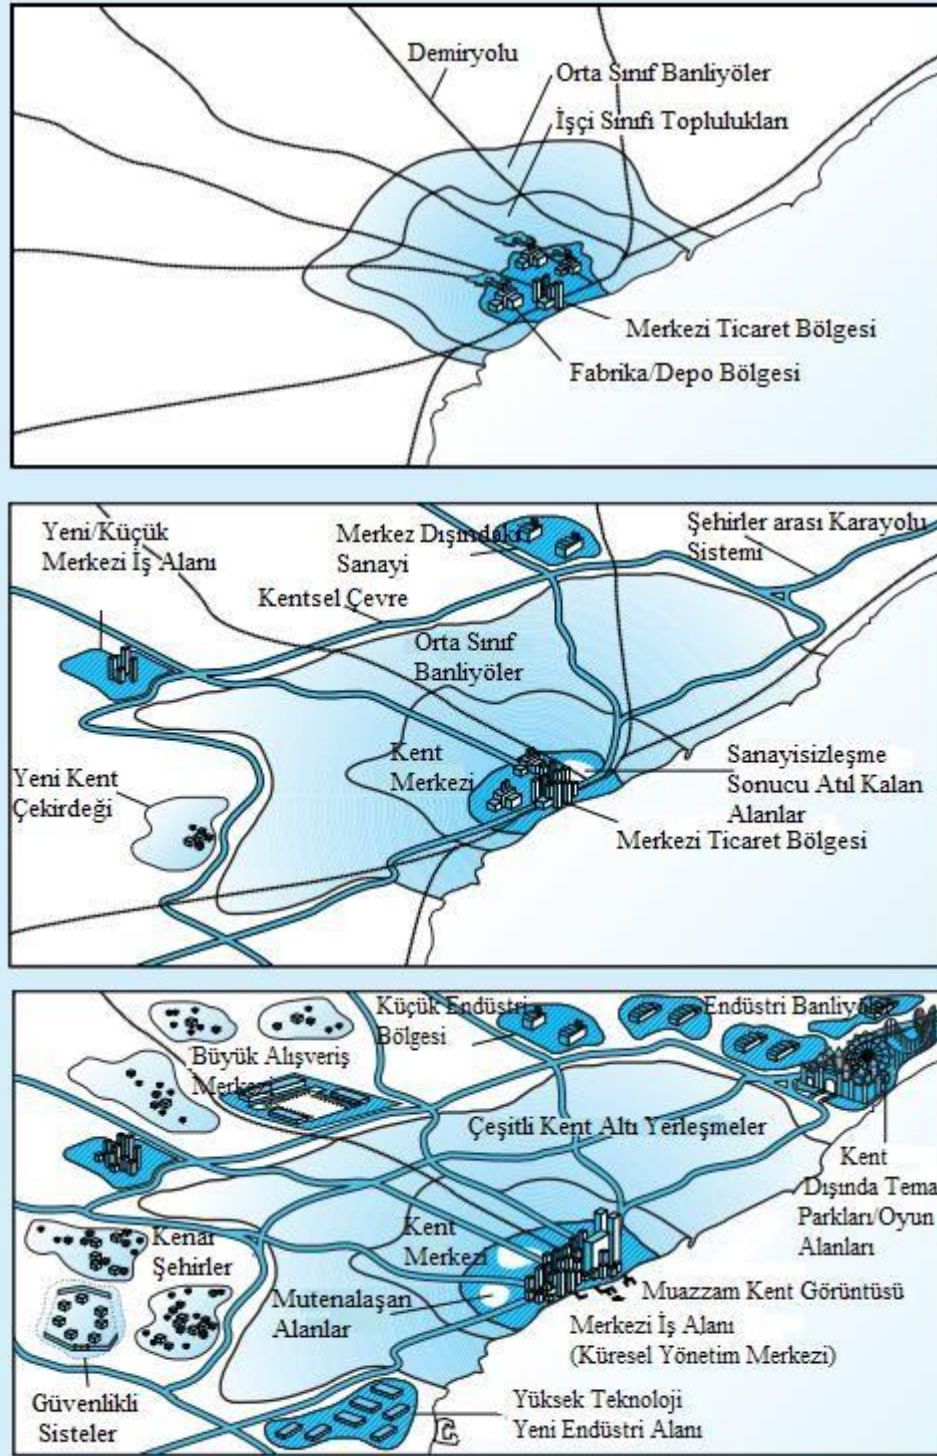 Demiryolu
Orta Sınıf Banliyöler
İşçi Sınıfı Toplulukları
Merkezi Ticaret Bölgesi
Fabrika/Depo Bölgesi
Yeni/Küçük
Merkezi İş Alanı
Merkez Dışındaki
Sanayi
Şehirler arası Karayolu
Sistemi
Kentsel Çevre
Orta Sınıf
Banliyöler
Kent
Merkezi
Yeni Kent
Çekirdeği
Sanayisizleşme
Sonucu Atıl Kalan
Alanlar
Merkezi Ticaret Bölgesi
Küçük Endüstri
Bölgesi
Endüstri Banliyöler
Büyük Alışveriş
Merkezi
Çeşitli Kent Altı Yerleşmeler
Kent
Dışında Tema
Parkları/Oyun
Alanları
Kent
Merkezi
Kenar
Şehirler
Mutenalaşan
Alanlar
Muazzam Kent Görüntüsü
Merkezi İş Alanı
(Küresel Yönetim Merkezi)
Güvenlikli
Sisteler
Yüksek Teknoloji
Yeni Endüstri Alanı